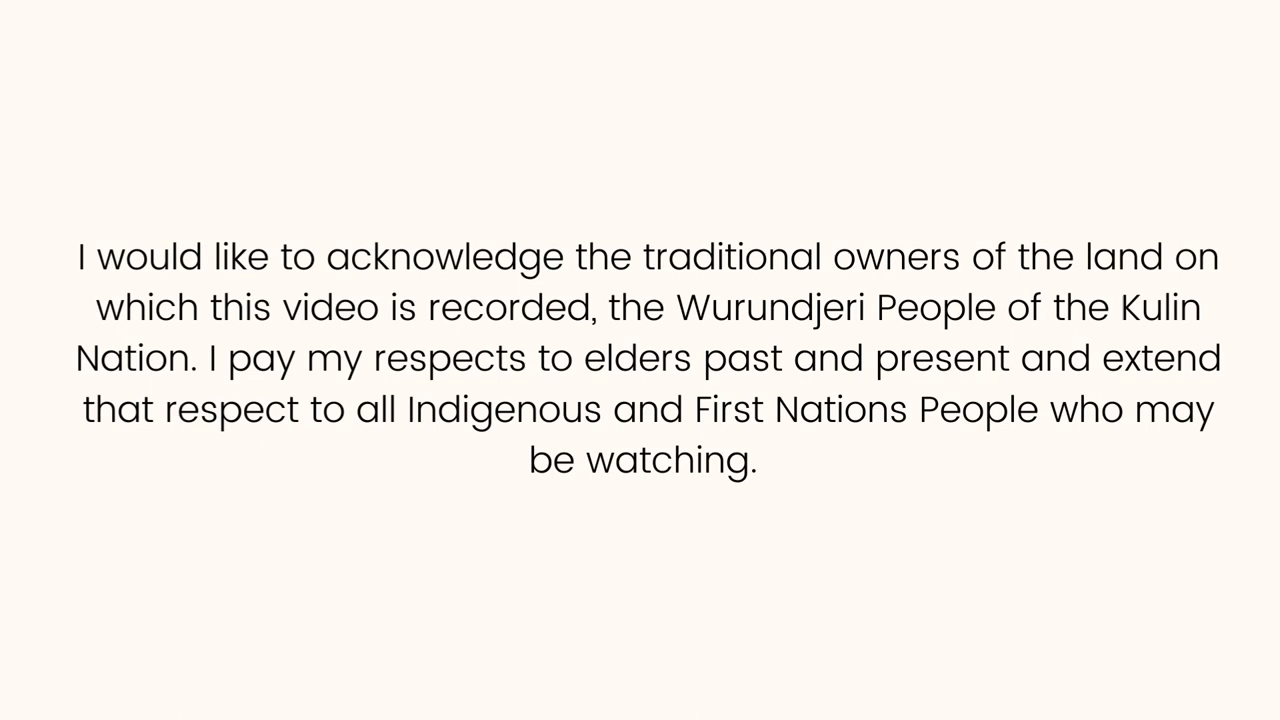 I would like to acknowledge the traditional owners of the land on
which this video is recorded, the Wurundjeri People of the Kulin
Nation. I pay my respects to elders past and present and extend
that respect to all Indigenous and First Nations People who may
be watching.